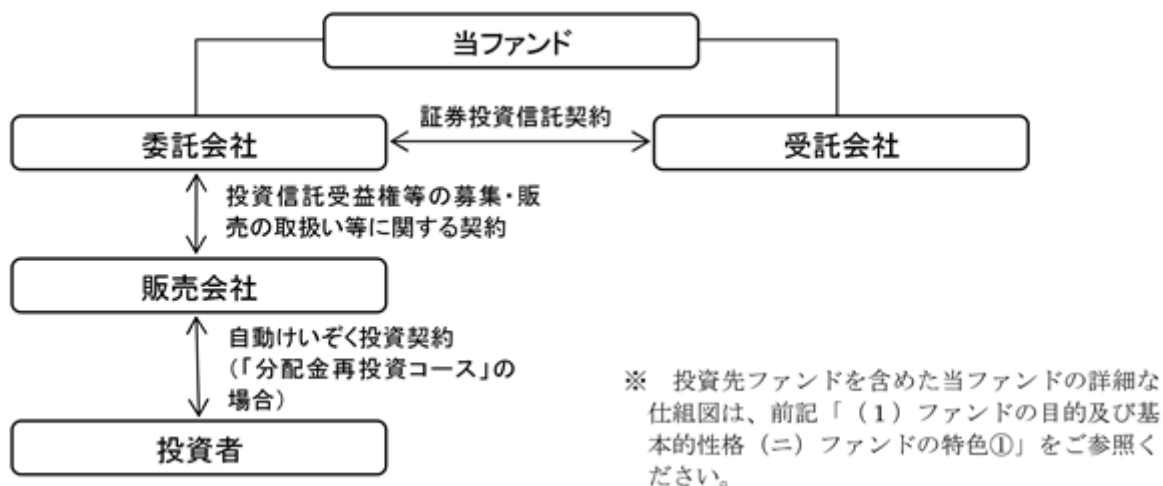 当ファンド
証券投資信託契約
委託会社
受託会社
投資信託受益権等の募集・販
売の取扱い等に関する契約
販売会社
自動けいぞく投資契約
(「分配金再投資コース」の
場合)
投資者
※ 投資先ファンドを含めた当ファンドの詳細な
仕組図は、前記「(1)ファンドの目的及び基
本的性格(ニ)ファンドの特色①」をご参照く
ださい。